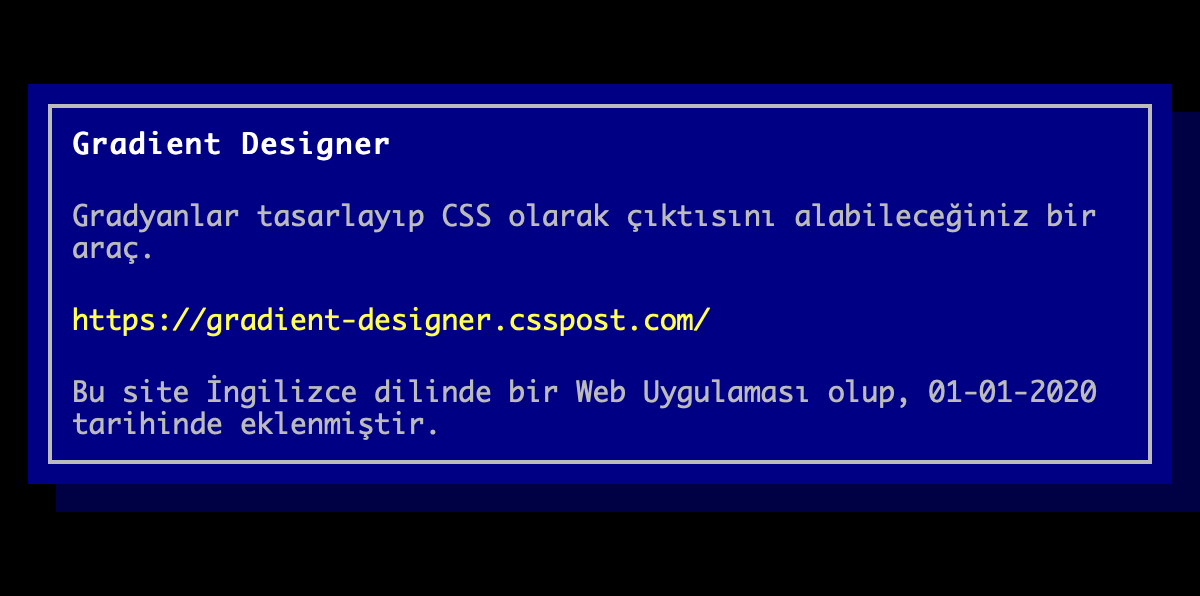 Gradient Designer
Gradyanlar tasarlayıp CSS olarak çıktısını alabileceğiniz bir
araç.
https://gradient-designer.csspost.com/
Bu site İngilizce dilinde bir Web Uygulaması olup, 01-01-2020
tarihinde eklenmiştir.